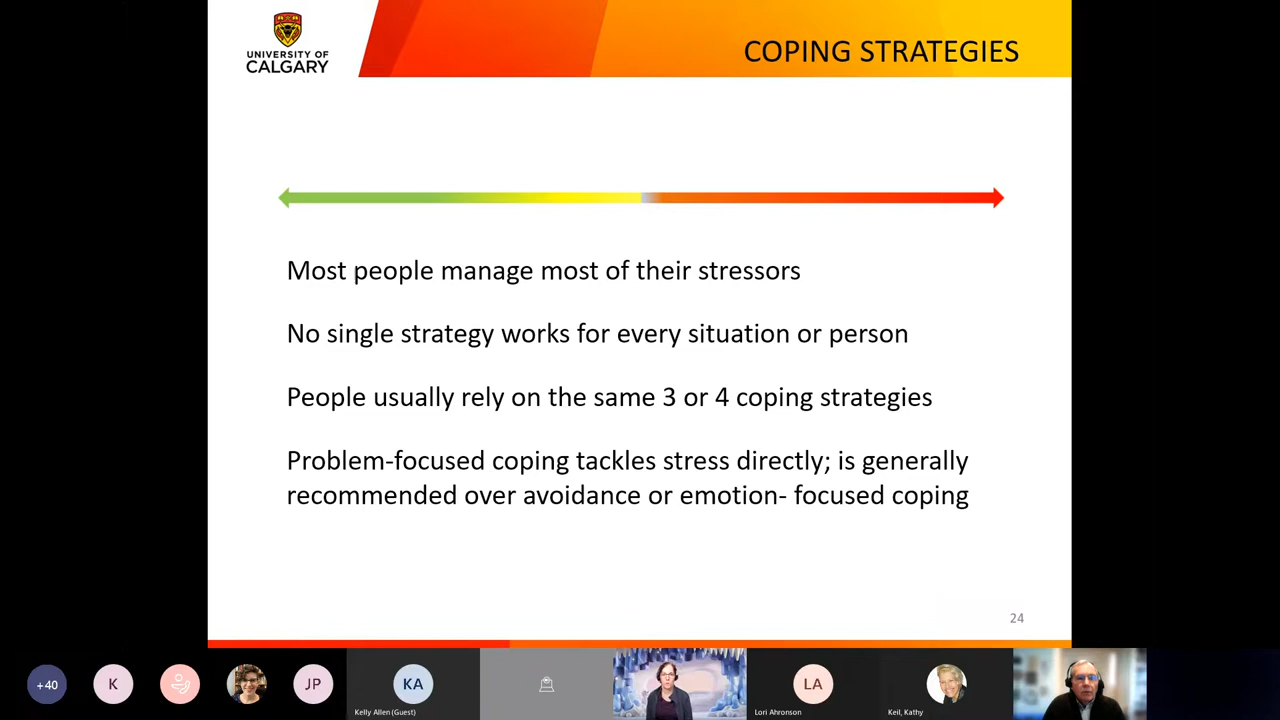 UNIVERSITY OF
CALGARY
COPING STRATEGIES
Most people manage most of their stressors
No single strategy works for every situation or person
People usually rely on the same 3 or 4 coping strategies
Problem-focused coping tackles stress directly; is generally
recommended over avoidance or emotion- focused coping
24
+40
K
JP
KA
LA
Kelly Allen (Guest)
Lori Ahronson
Keil, Kathy